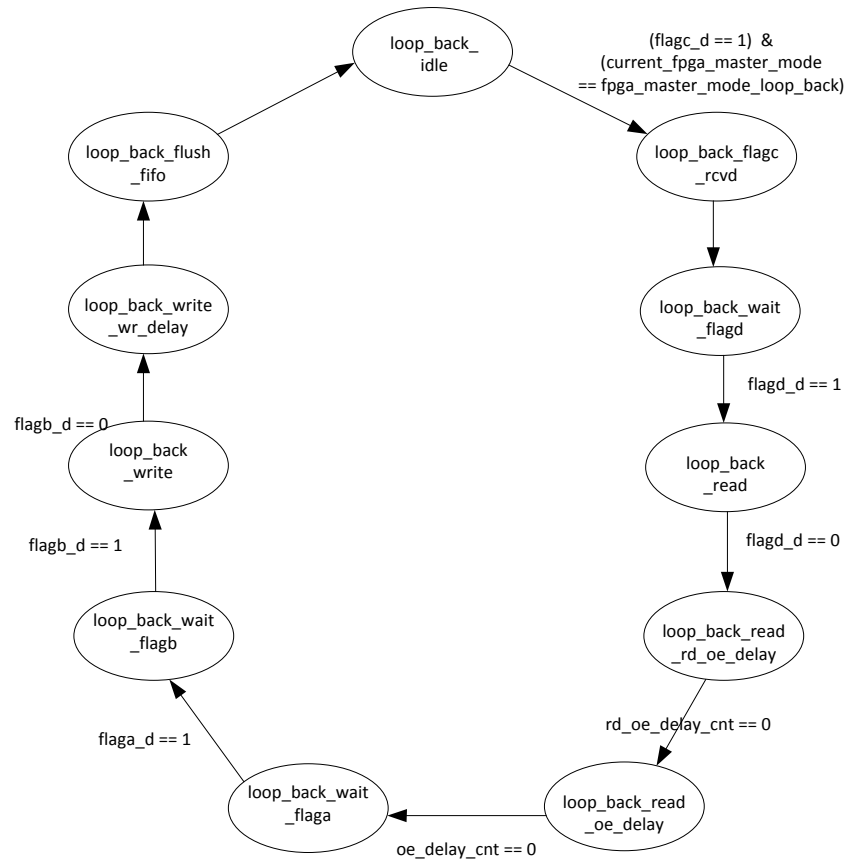 loop_back_
idle
(flagc_d == 1) &
(current_fpga_master_mode
== fpga_master_mode_loop_back)
loop_back_flagc
_rcvd
loop_back_wait
_flagd
flagd_d == 1
loop_back
_read
flagd_d == 0
loop_back_read
_rd_oe_delay
rd_oe_delay_cnt == 0
loop_back_read
_oe_delay
oe_delay_cnt == 0
loop_back_wait
_flaga
flaga_d == 1
loop_back_wait
_flagb
flagb_d == 1
loop_back
_write
flagb_d == 0
loop_back_write
_wr_delay
loop_back_flush
_fifo